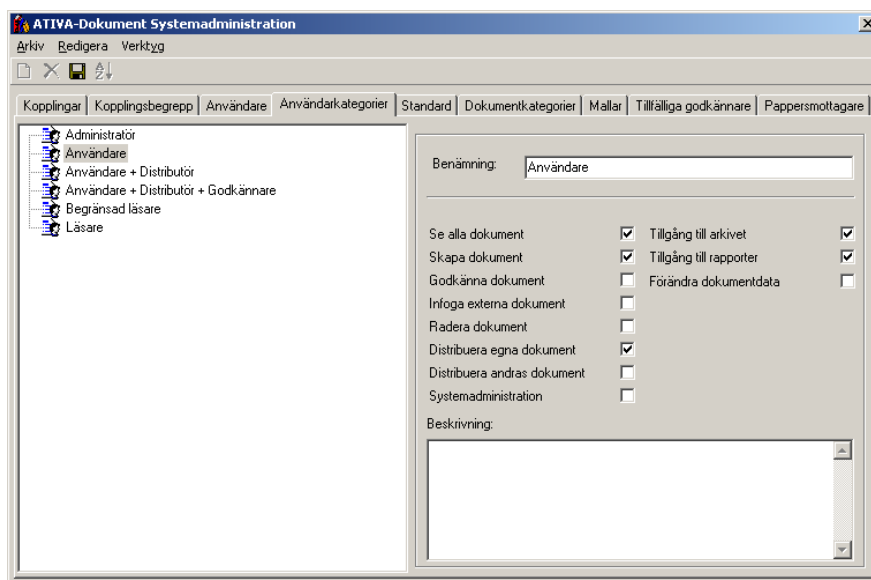 ATIVA-Dokument Systemadministration
Arkiv Redigera Verktyg
Kopplingar Kopplingsbegrepp Användare Användarkategorier Standard Dokumentkategorier Mallar Tillfälliga godkännare Pappersmottagare
Administratör
Användare
Användare + Distributör
Användare + Distributör + Godkännare
Begränsad läsare
Läsare
Benämning: Användare
Se alla dokument Tillgång till arkivet
Skapa dokument Tillgång till rapporter
Godkänna dokument Förändra dokumentdata
Infoga externa dokument
Radera dokument
Distribuera egna dokument
Distribuera andras dokument
Systemadministration
Beskrivning: